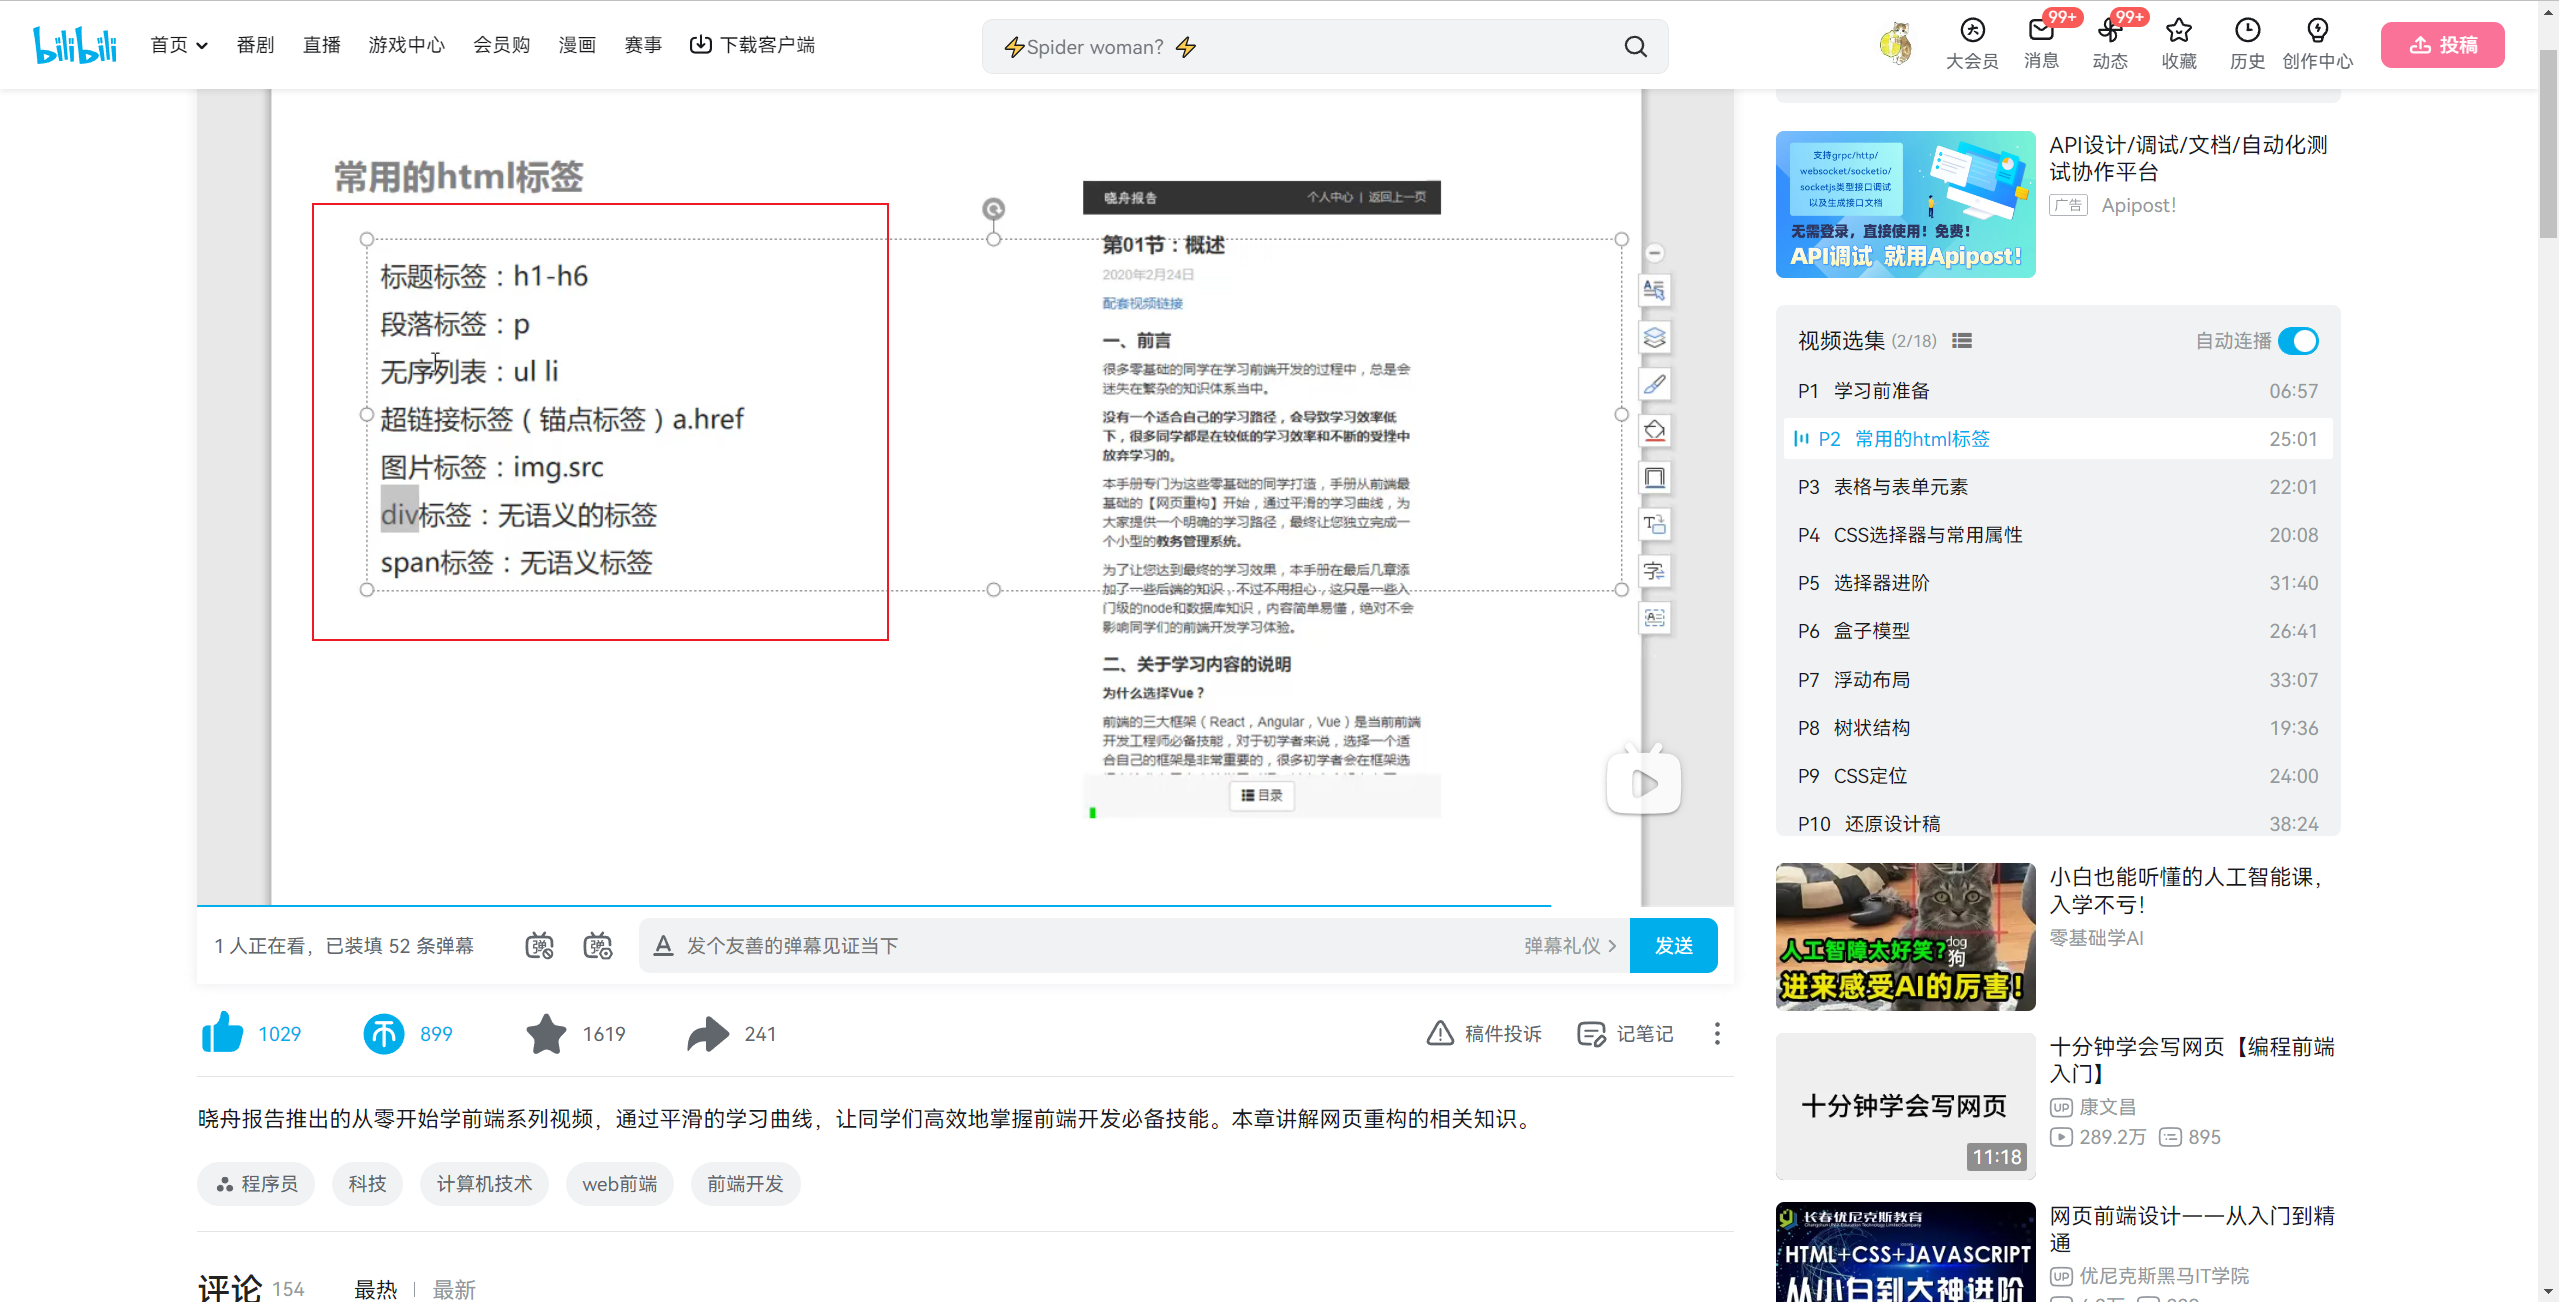 bilibili
首页
番剧
直播
游戏中心
会员购
漫画
赛事
下载客户端
⚡Spider woman? ⚡
大会员
99+
消息
99+
动态
收藏
历史
创作中心
投稿
常用的html标签
标题标签：h1-h6
段落标签：p
无序列表：ul li
超链接标签（锚点标签）a.href
图片标签：img.src
div标签：无语义的标签
span标签：无语义标签
晓舟报告
个人中心 | 返回上一页
第01节：概述
2020年2月24日
配套视频链接
一、前言
很多零基础的同学在学习前端开发的过程中，总是会
迷失在繁杂的知识体系当中。
没有一个适合自己的学习路径，会导致学习效率低
下，很多同学都是在较低的学习效率和不断的受挫中
放弃学习的。
本手册专门为这些零基础的同学打造，手册从前端最
基础的【网页重构】开始，通过平滑的学习曲线，为
大家提供一个明确的学习路径，最终让您独立完成一
个小型的教务管理系统。
为了让您达到最终的学习效果，本手册在最后几章添
加了一些后端的知识，不过不用担心，这只是一些入
门级的node和数据库知识，内容简单易懂，绝对不会
影响同学们的前端开发学习体验。
二、关于学习内容的说明
为什么选择Vue？
前端的三大框架（React，Angular，Vue）是当前前端
开发工程师必备技能，对于初学者来说，选择一个适
合自己的框架是非常重要的，很多初学者会在框架选
目录
1 人正在看，已装填 52 条弹幕
发个友善的弹幕见证当下
弹幕礼仪
发送
1029
899
1619
241
稿件投诉
记笔记
晓舟报告推出的从零开始学前端系列视频，通过平滑的学习曲线，让同学们高效地掌握前端开发必备技能。本章讲解网页重构的相关知识。
程序员
科技
计算机技术
web前端
前端开发
评论 154
最热 | 最新
支持grpc/http/
websocket/socketio/
socketjs类型接口调试
以及生成接口文档
无需登录，直接使用！免费！
API调试 就用Apipost！
API设计/调试/文档/自动化测
试协作平台
广告 Apipost!
视频选集 (2/18)
自动连播
P1 学习前准备 06:57
P2 常用的html标签 25:01
P3 表格与表单元素 22:01
P4 CSS选择器与常用属性 20:08
P5 选择器进阶 31:40
P6 盒子模型 26:41
P7 浮动布局 33:07
P8 树状结构 19:36
P9 CSS定位 24:00
P10 还原设计稿 38:24
dog
狗
人工智障太好笑?
进来感受AI的厉害！
小白也能听懂的人工智能课，
入学不亏！
零基础学AI
十分钟学会写网页
11:18
十分钟学会写网页【编程前端
入门】
UP 康文昌
289.2万 895
长春优尼克斯教育
HTML+CSS+JAVASCRIPT
从小白到大神进阶
网页前端设计——从入门到精
通
UP 优尼克斯黑马IT学院